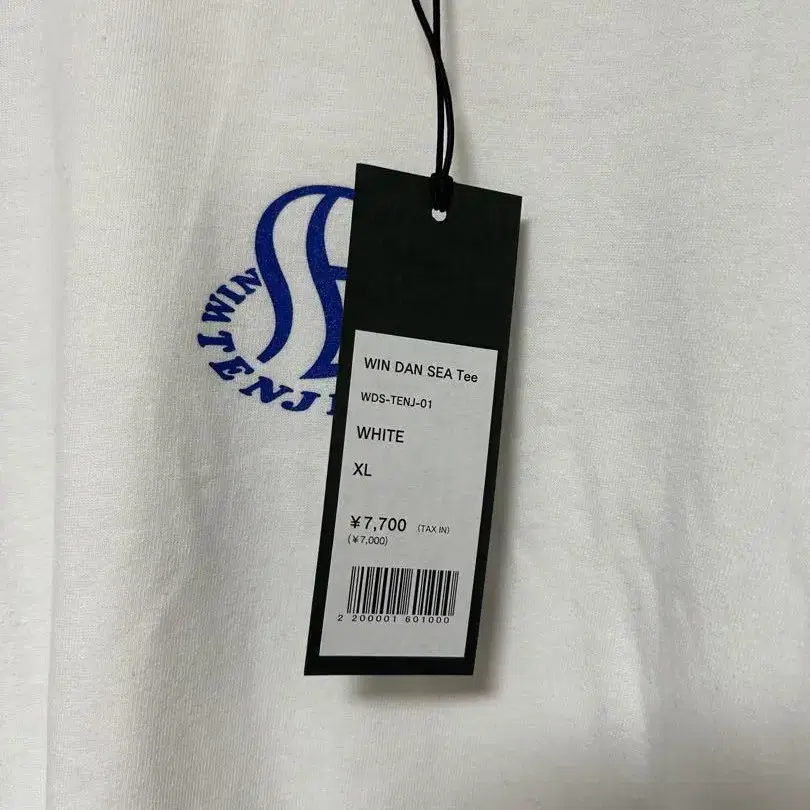 WIN
TENJ
WIN DAN SEA Tee
WDS-TENJ-01
WHITE
XL
¥7,700 (TAX IN)
(¥7,000)
2 200001 601000